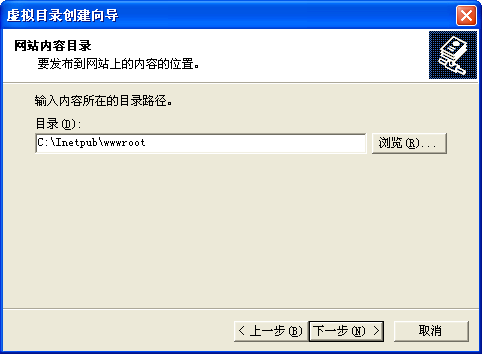 虚拟目录创建向导
网站内容目录
要发布到网站上的内容的位置。
输入内容所在的目录路径。
目录(D):
C:\Inetpub\wwwroot
浏览(R)...
< 上一步(B)
下一步(N) >
取消